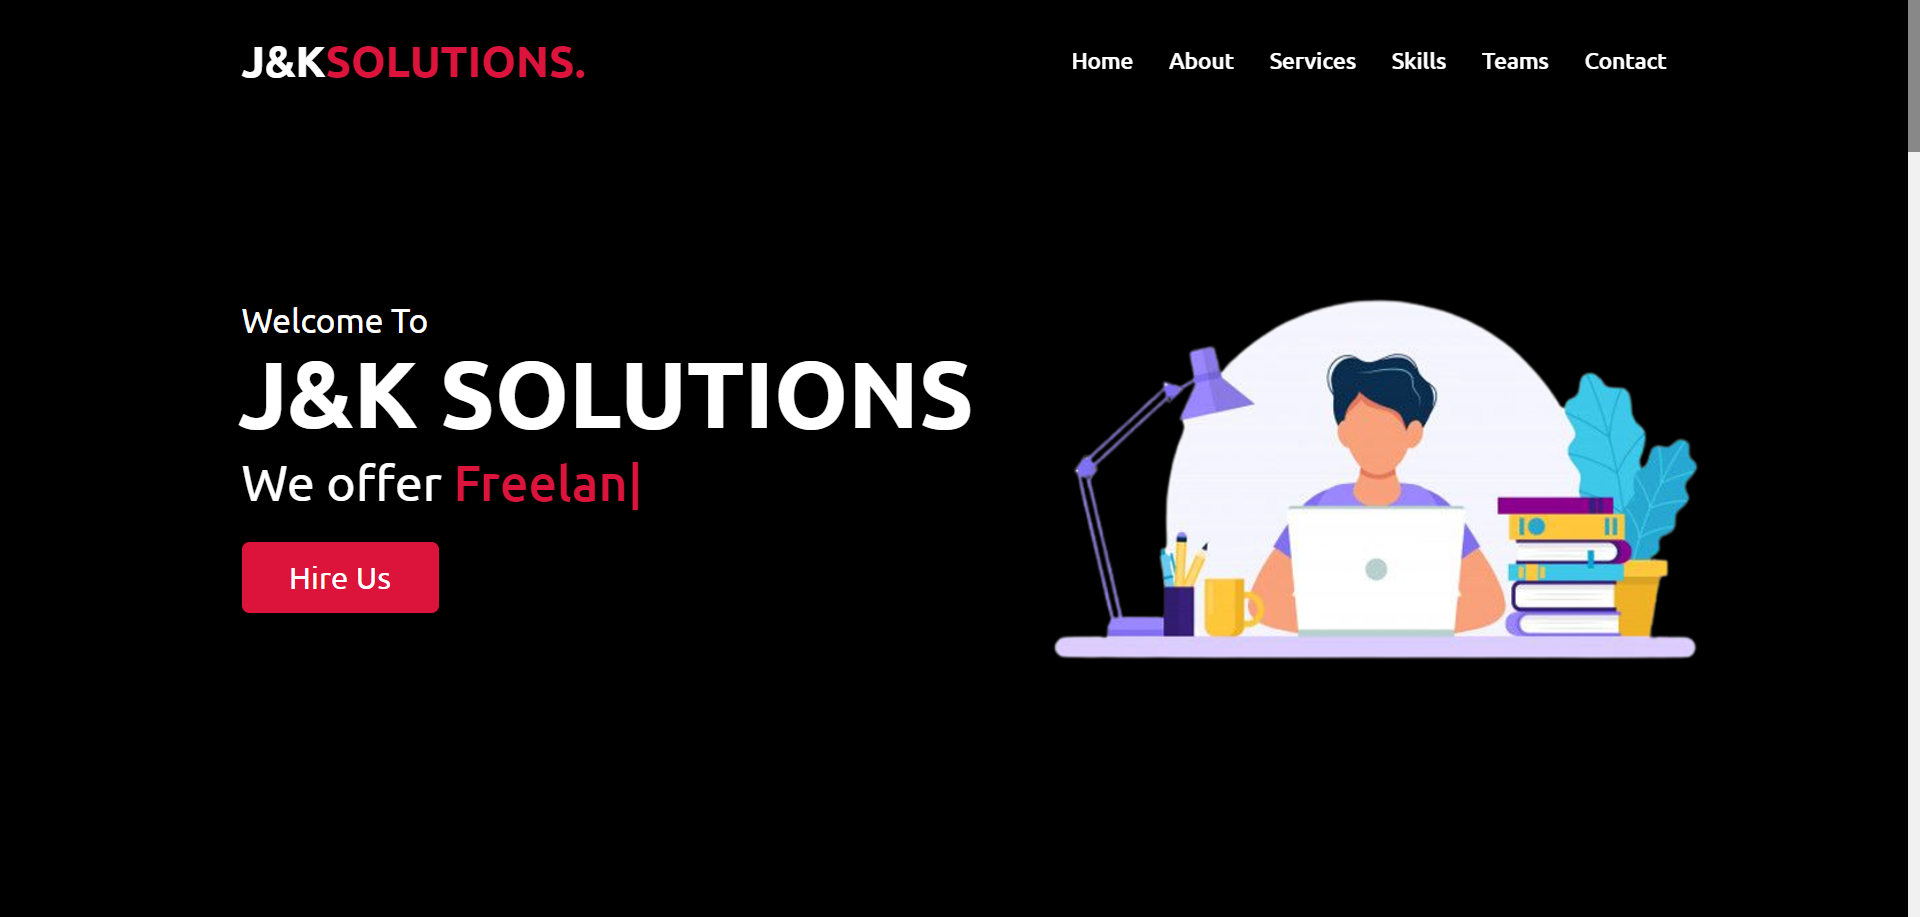 J&KSOLUTIONS.
Home About Services Skills Teams Contact
Welcome To
J&K SOLUTIONS
We offer Freelan|
Hire Us